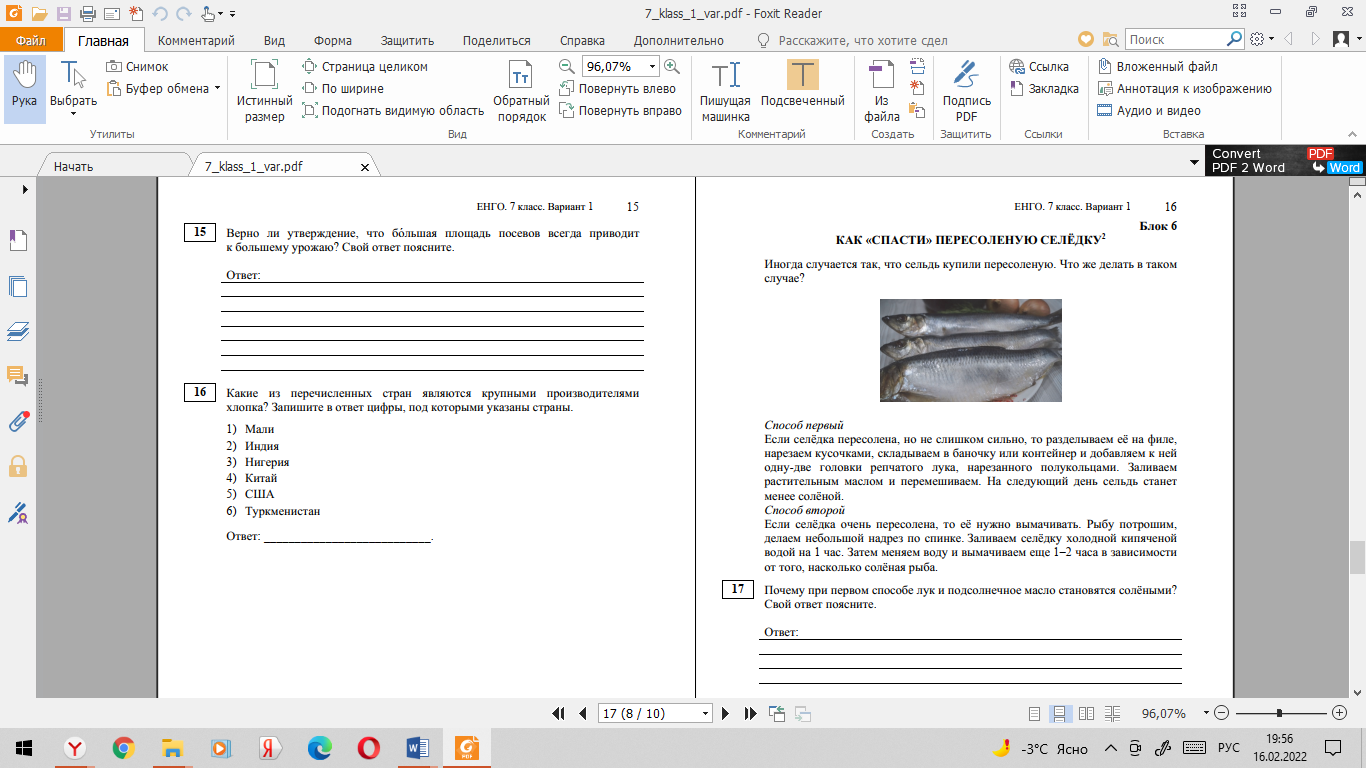 7_klass_1_var.pdf - Foxit Reader
Файл
Главная
Комментарий
Вид
Форма
Защитить
Поделиться
Справка
Дополнительно
Расскажите, что хотите сдел
Поиск
Рука
Выбрать
Снимок
Буфер обмена
Утилиты
Истинный размер
Страница целиком
По ширине
Подогнать видимую область
Обратный порядок
96,07%
Повернуть влево
Повернуть вправо
Вид
Пишущая машинка
Подсвеченный
Комментарий
Из файла
Создать
Подпись PDF
Защитить
Ссылка
Закладка
Ссылки
Вложенный файл
Аннотация к изображению
Аудио и видео
Вставка
Начать
7_klass_1_var.pdf
Convert PDF
PDF 2 Word Word
ЕНГО. 7 класс. Вариант 1 15
15 Верно ли утверждение, что бо́льшая площадь посевов всегда приводит
к большему урожаю? Свой ответ поясните.
Ответ:
16 Какие из перечисленных стран являются крупными производителями
хлопка? Запишите в ответ цифры, под которыми указаны страны.
1) Мали
2) Индия
3) Нигерия
4) Китай
5) США
6) Туркменистан
Ответ: ___________________________.
ЕНГО. 7 класс. Вариант 1 16
Блок 6
КАК «СПАСТИ» ПЕРЕСОЛЕНУЮ СЕЛЁДКУ²
Иногда случается так, что сельдь купили пересоленую. Что же делать в таком
случае?
Способ первый
Если селёдка пересолена, но не слишком сильно, то разделываем её на филе,
нарезаем кусочками, складываем в баночку или контейнер и добавляем к ней
одну-две головки репчатого лука, нарезанного полукольцами. Заливаем
растительным маслом и перемешиваем. На следующий день сельдь станет
менее солёной.
Способ второй
Если селёдка очень пересолена, то её нужно вымачивать. Рыбу потрошим,
делаем небольшой надрез по спинке. Заливаем селёдку холодной кипяченой
водой на 1 час. Затем меняем воду и вымачиваем еще 1–2 часа в зависимости
от того, насколько солёная рыба.
17 Почему при первом способе лук и подсолнечное масло становятся солёными?
Свой ответ поясните.
Ответ:
17 (8 / 10)
96,07%
-3°C Ясно
РУС
19:56
16.02.2022